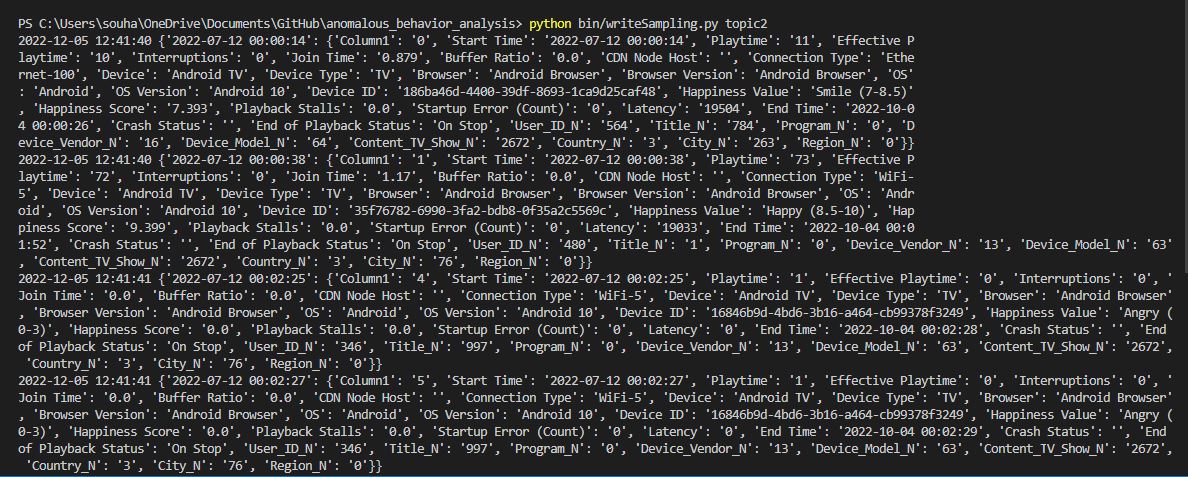 PS C:\Users\souha\OneDrive\Documents\GitHub\anomalous_behavior_analysis> python bin/writeSampling.py topic2
2022-12-05 12:41:40 {'2022-07-12 00:00:14': {'Column1': '0', 'Start Time': '2022-07-12 00:00:14', 'Playtime': '11', 'Effective P
laytime': '10', 'Interruptions': '0', 'Join Time': '0.879', 'Buffer Ratio': '0.0', 'CDN Node Host': '', 'Connection Type': 'Ethe
rnet-100', 'Device': 'Android TV', 'Device Type': 'TV', 'Browser': 'Android Browser', 'Browser Version': 'Android Browser', 'OS'
: 'Android', 'OS Version': 'Android 10', 'Device ID': '186ba46d-4400-39df-8693-1ca9d25caf48', 'Happiness Value': 'Smile (7-8.5)'
, 'Happiness Score': '7.393', 'Playback Stalls': '0.0', 'Startup Error (Count)': '0', 'Latency': '19504', 'End Time': '2022-10-0
4 00:00:26', 'Crash Status': '', 'End of Playback Status': 'On Stop', 'User_ID_N': '564', 'Title_N': '784', 'Program_N': '0', 'D
evice_Vendor_N': '16', 'Device_Model_N': '64', 'Content_TV_Show_N': '2672', 'Country_N': '3', 'City_N': '263', 'Region_N': '0'}}
2022-12-05 12:41:40 {'2022-07-12 00:00:38': {'Column1': '1', 'Start Time': '2022-07-12 00:00:38', 'Playtime': '73', 'Effective P
laytime': '72', 'Interruptions': '0', 'Join Time': '1.17', 'Buffer Ratio': '0.0', 'CDN Node Host': '', 'Connection Type': 'WiFi-
5', 'Device': 'Android TV', 'Device Type': 'TV', 'Browser': 'Android Browser', 'Browser Version': 'Android Browser', 'OS': 'Andr
oid', 'OS Version': 'Android 10', 'Device ID': '35f76782-6990-3fa2-bdb8-0f35a2c5569c', 'Happiness Value': 'Happy (8.5-10)', 'Hap
piness Score': '9.399', 'Playback Stalls': '0.0', 'Startup Error (Count)': '0', 'Latency': '19033', 'End Time': '2022-10-04 00:0
1:52', 'Crash Status': '', 'End of Playback Status': 'On Stop', 'User_ID_N': '480', 'Title_N': '1', 'Program_N': '0', 'Device_Vendor_N': '13', 'Device_Model_N': '63'
, 'Content_TV_Show_N': '2672', 'Country_N': '3', 'City_N': '76', 'Region_N': '0'}}
2022-12-05 12:41:41 {'2022-07-12 00:02:25': {'Column1': '4', 'Start Time': '2022-07-12 00:02:25', 'Playtime': '1', 'Effective Playtime': '0', 'Interruptions': '0', '
Join Time': '0.0', 'Buffer Ratio': '0.0', 'CDN Node Host': '', 'Connection Type': 'WiFi-5', 'Device': 'Android TV', 'Device Type': 'TV', 'Browser': 'Android Browser'
, 'Browser Version': 'Android Browser', 'OS': 'Android', 'OS Version': 'Android 10', 'Device ID': '16846b9d-4bd6-3b16-a464-cb99378f3249', 'Happiness Value': 'Angry (
0-3)', 'Happiness Score': '0.0', 'Playback Stalls': '0.0', 'Startup Error (Count)': '0', 'Latency': '0', 'End Time': '2022-10-04 00:02:28', 'Crash Status': '', 'End 
of Playback Status': 'On Stop', 'User_ID_N': '346', 'Title_N': '997', 'Program_N': '0', 'Device_Vendor_N': '13', 'Device_Model_N': '63', 'Content_TV_Show_N': '2672',
'Country_N': '3', 'City_N': '76', 'Region_N': '0'}}
2022-12-05 12:41:41 {'2022-07-12 00:02:27': {'Column1': '5', 'Start Time': '2022-07-12 00:02:27', 'Playtime': '1', 'Effective Playtime': '0', 'Interruptions': '0', '
Join Time': '0.0', 'Buffer Ratio': '0.0', 'CDN Node Host': '', 'Connection Type': 'WiFi-5', 'Device': 'Android TV', 'Device Type': 'TV', 'Browser': 'Android Browser'
, 'Browser Version': 'Android Browser', 'OS': 'Android', 'OS Version': 'Android 10', 'Device ID': '16846b9d-4bd6-3b16-a464-cb99378f3249', 'Happiness Value': 'Angry (
0-3)', 'Happiness Score': '0.0', 'Playback Stalls': '0.0', 'Startup Error (Count)': '0', 'Latency': '0', 'End Time': '2022-10-04 00:02:29', 'Crash Status': '', 'End 
of Playback Status': 'On Stop', 'User_ID_N': '346', 'Title_N': '997', 'Program_N': '0', 'Device_Vendor_N': '13', 'Device_Model_N': '63', 'Content_TV_Show_N': '2672',
'Country_N': '3', 'City_N': '76', 'Region_N': '0'}}